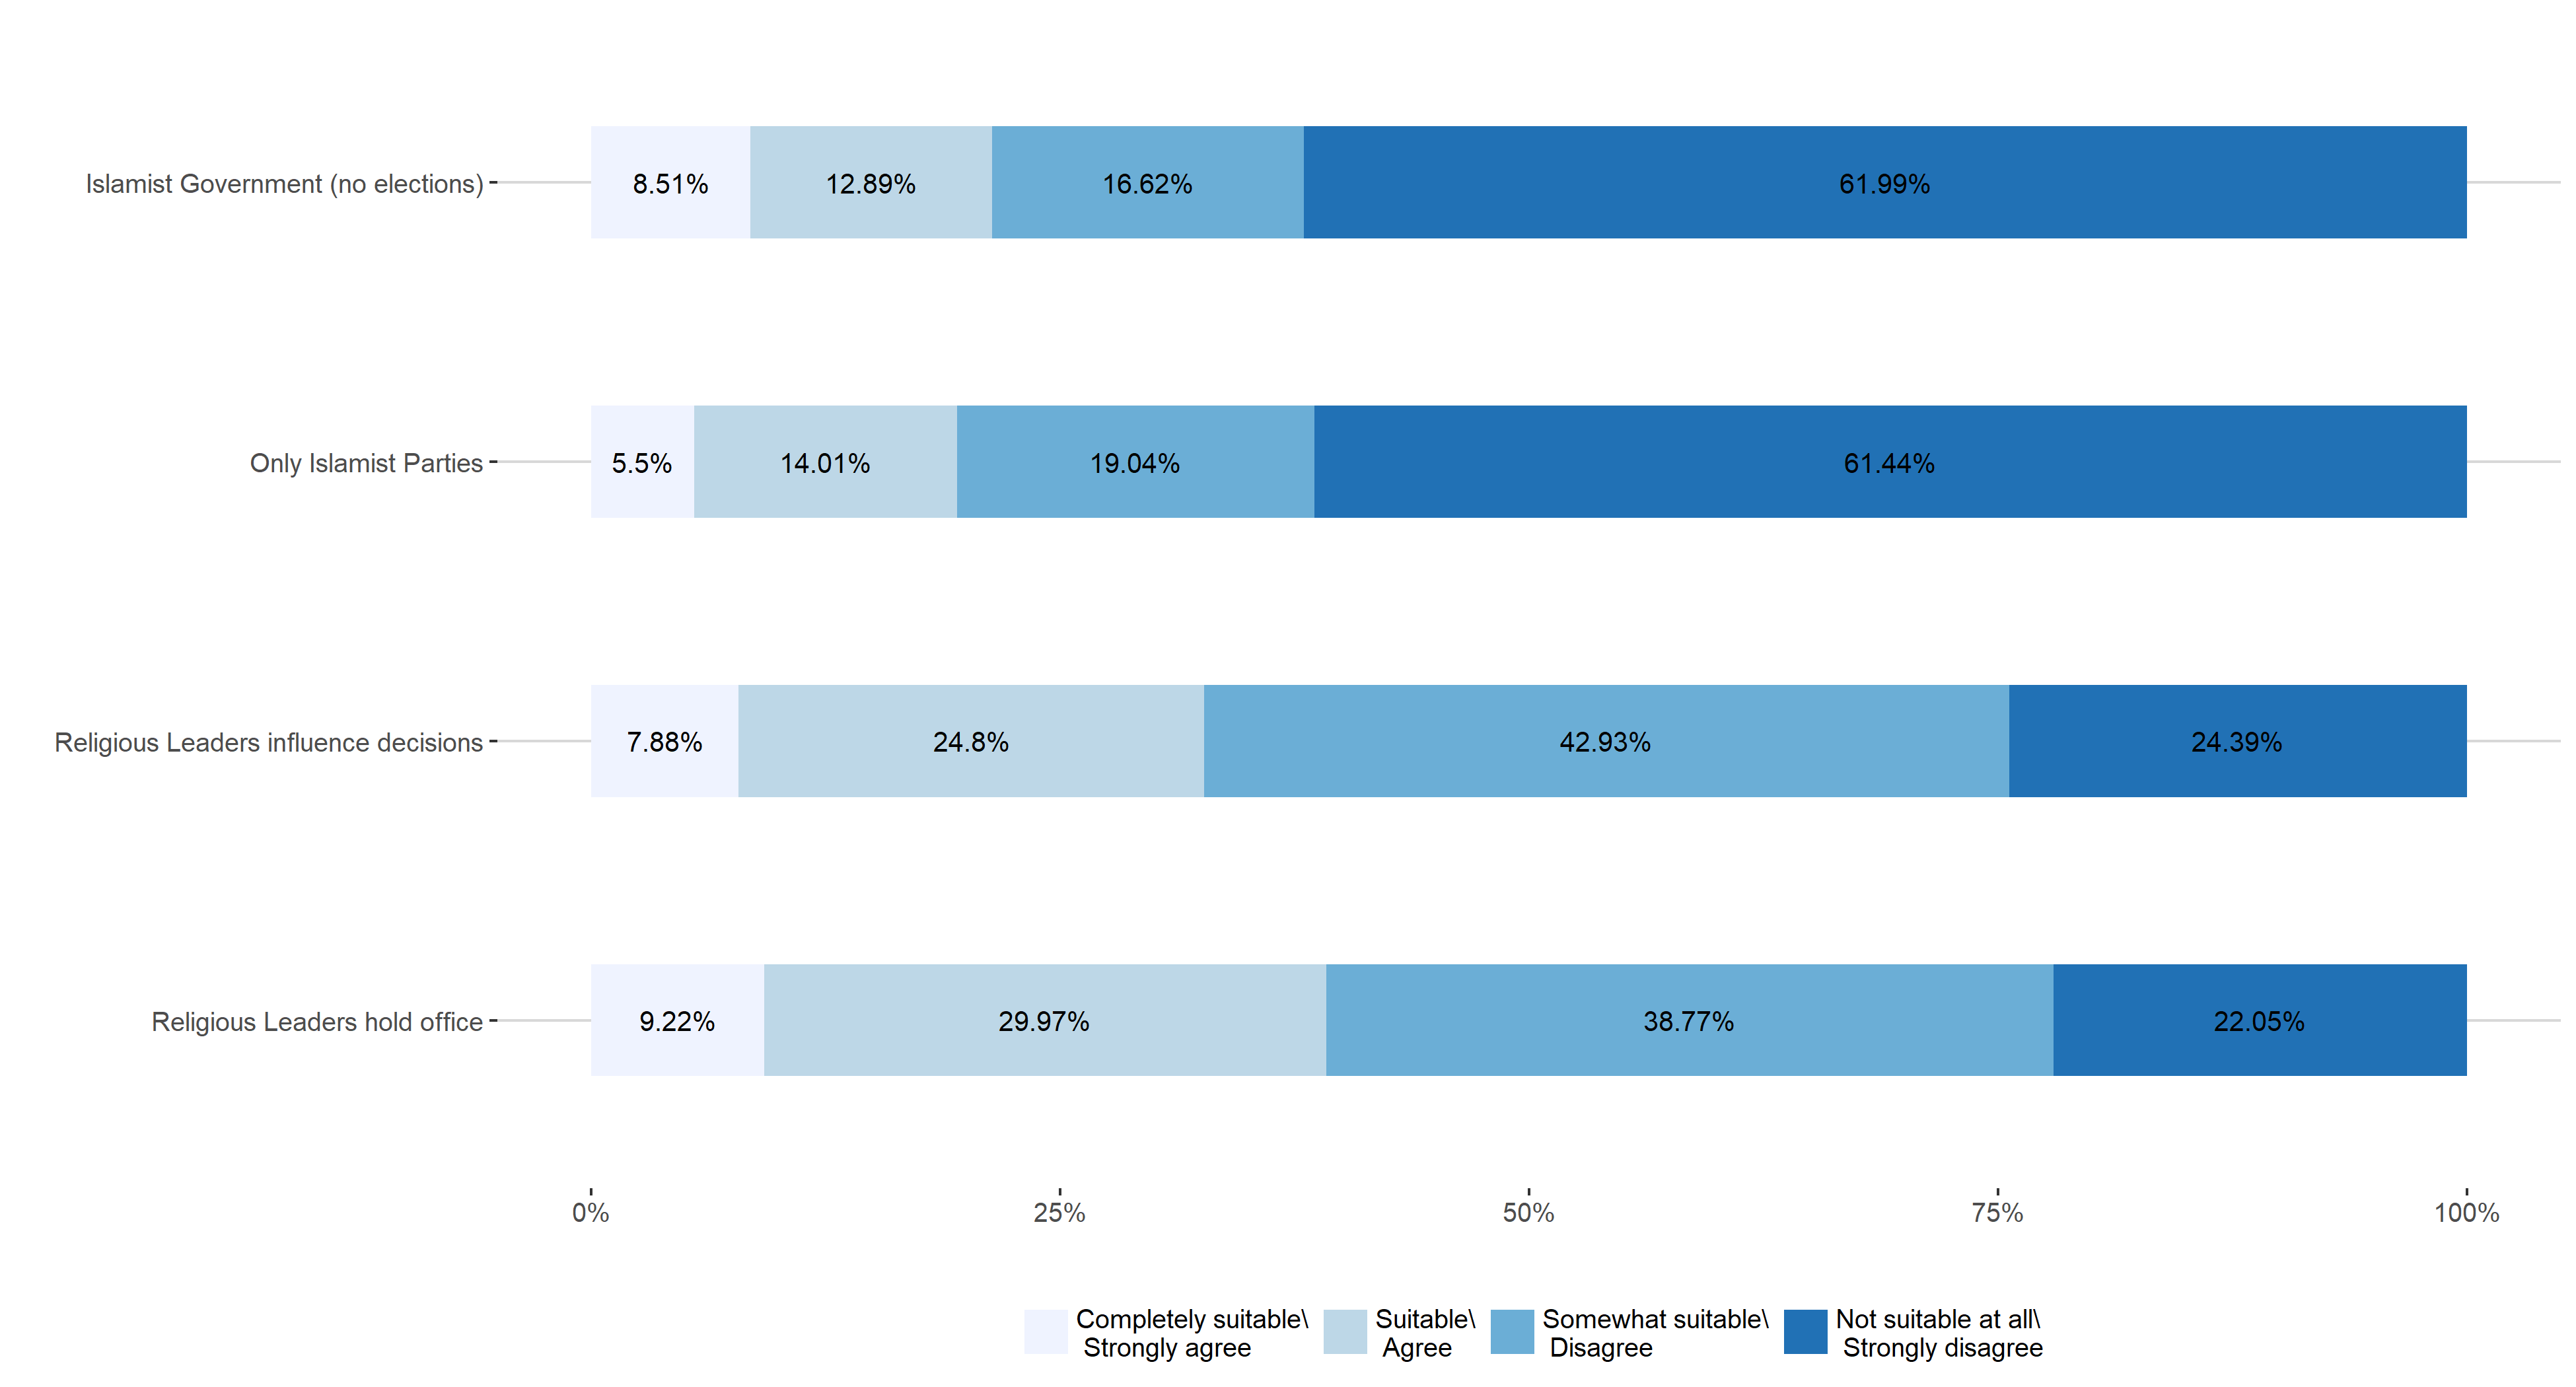 Islamist Government (no elections)
8.51% 12.89% 16.62% 61.99%
Only Islamist Parties
5.5% 14.01% 19.04% 61.44%
Religious Leaders influence decisions
7.88% 24.8% 42.93% 24.39%
Religious Leaders hold office
9.22% 29.97% 38.77% 22.05%
0% 25% 50% 75% 100%
Completely suitable\
Strongly agree
Suitable\
Agree
Somewhat suitable\
Disagree
Not suitable at all\
Strongly disagree